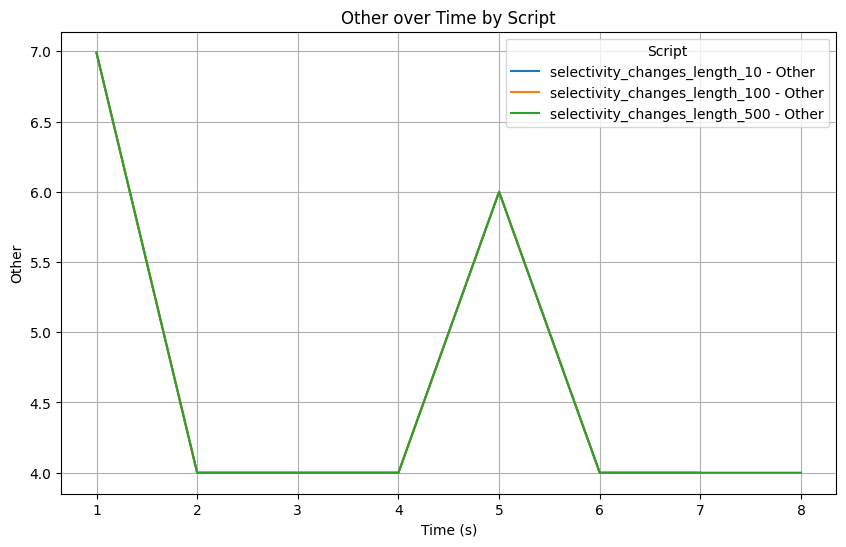 Other over Time by Script
Script
selectivity_changes_length_10 - Other
selectivity_changes_length_100 - Other
selectivity_changes_length_500 - Other
Other
7.0
6.5
6.0
5.5
5.0
4.5
4.0
1 2 3 4 5 6 7 8
Time (s)